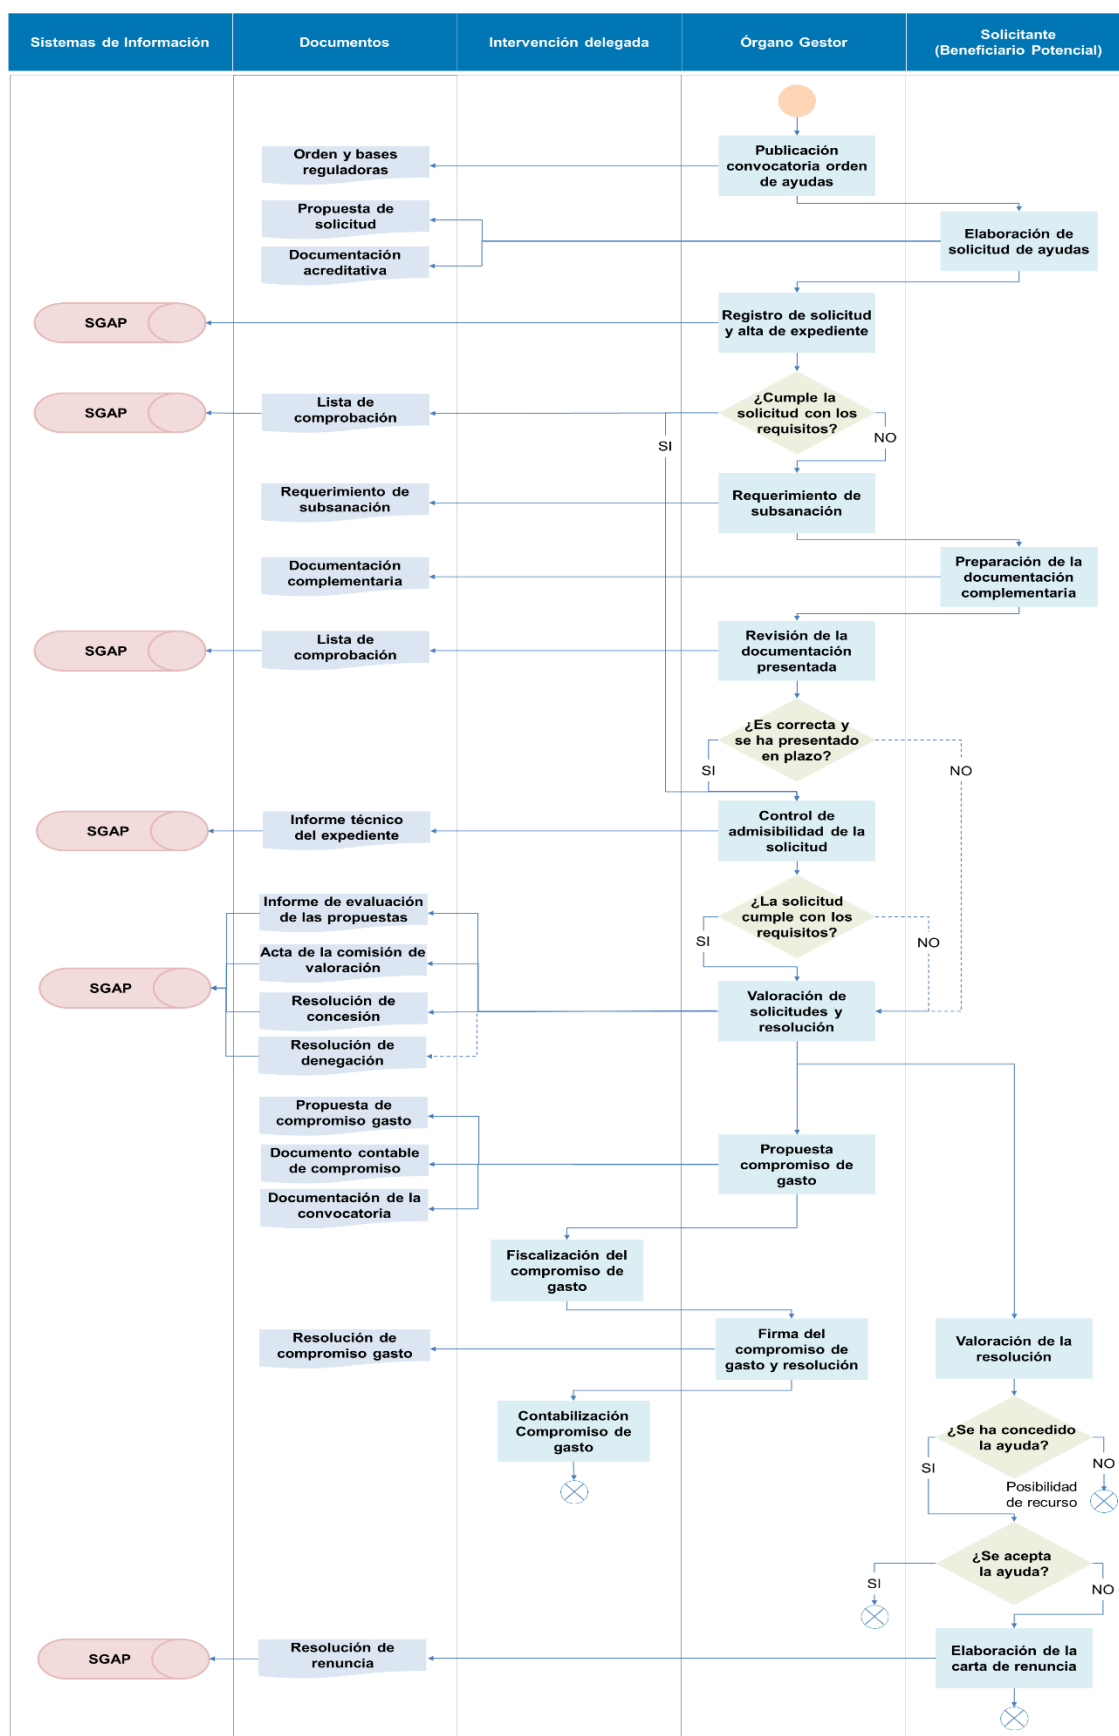 Sistemas de Información
Documentos
Intervención delegada
Órgano Gestor
Solicitante
(Beneficiario Potencial)
Orden y bases
reguladoras
Publicación
convocatoria orden
de ayudas
Propuesta de
solicitud
Documentación
acreditativa
Elaboración de
solicitud de ayudas
SGAP
Registro de solicitud
y alta de expediente
SGAP
Lista de
comprobación
¿Cumple la
solicitud con los
requisitos?
SI
NO
Requerimiento de
subsanación
Requerimiento de
subsanación
Documentación
complementaria
Preparación de la
documentación
complementaria
SGAP
Lista de
comprobación
Revisión de la
documentación
presentada
¿Es correcta y
se ha presentado
en plazo?
SI
NO
SGAP
Informe técnico
del expediente
Control de
admisibilidad de la
solicitud
Informe de evaluación
de las propuestas
¿La solicitud
cumple con los
requisitos?
SI
NO
Acta de la comisión de
valoración
SGAP
Resolución de
concesión
Valoración de
solicitudes y
resolución
Resolución de
denegación
Propuesta de
compromiso gasto
Documento contable
de compromiso
Propuesta
compromiso de
gasto
Documentación de la
convocatoria
Fiscalización del
compromiso de
gasto
Resolución de
compromiso gasto
Firma del
compromiso de
gasto y resolución
Valoración de la
resolución
Contabilización
Compromiso de
gasto
¿Se ha concedido
la ayuda?
SI
NO
Posibilidad
de recurso
¿Se acepta
la ayuda?
SI
NO
SGAP
Resolución de
renuncia
Elaboración de la
carta de renuncia